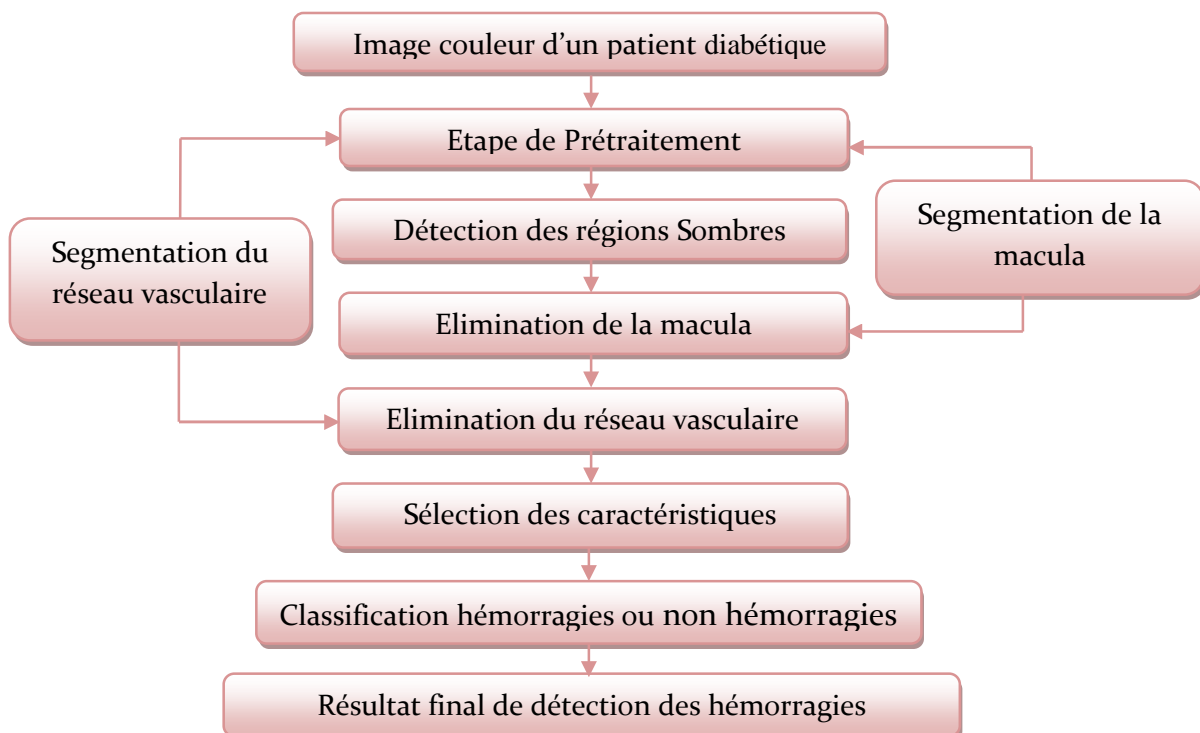 Image couleur d'un patient diabétique
Etape de Prétraitement
Segmentation du
réseau vasculaire
Segmentation de la
macula
Détection des régions Sombres
Elimination de la macula
Elimination du réseau vasculaire
Sélection des caractéristiques
Classification hémorragies ou non hémorragies
Résultat final de détection des hémorragies